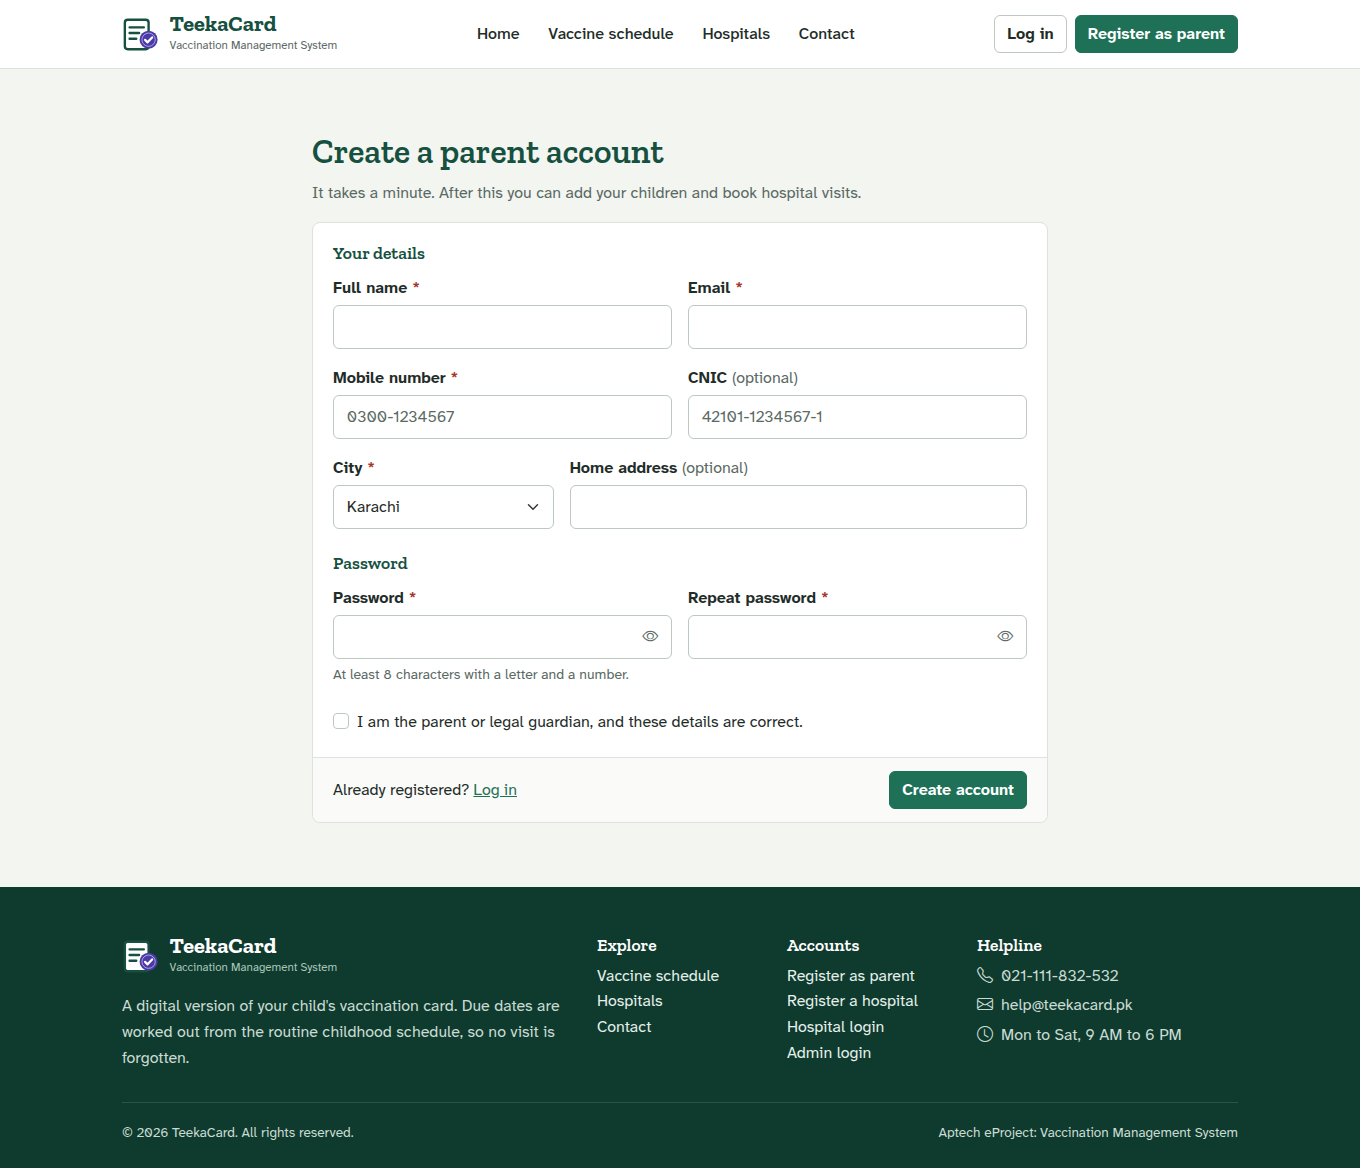 TeekaCard
Vaccination Management System
Home
Vaccine schedule
Hospitals
Contact
Log in
Register as parent
Create a parent account
It takes a minute. After this you can add your children and book hospital visits.
Your details
Full name *
Email *
Mobile number *
CNIC (optional)
0300-1234567
42101-1234567-1
City *
Home address (optional)
Karachi
Password
Password *
Repeat password *
At least 8 characters with a letter and a number.
I am the parent or legal guardian, and these details are correct.
Already registered? Log in
Create account
TeekaCard
Vaccination Management System
A digital version of your child's vaccination card. Due dates are
worked out from the routine childhood schedule, so no visit is
forgotten.
Explore
Vaccine schedule
Hospitals
Contact
Accounts
Register as parent
Register a hospital
Hospital login
Admin login
Helpline
021-111-832-532
help@teekacard.pk
Mon to Sat, 9 AM to 6 PM
© 2026 TeekaCard. All rights reserved.
Aptech eProject: Vaccination Management System